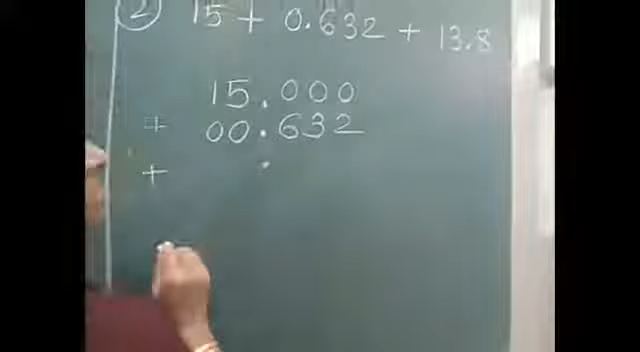 2 15 + 0.632 + 13.8
15.000
+ 00.632
+ .